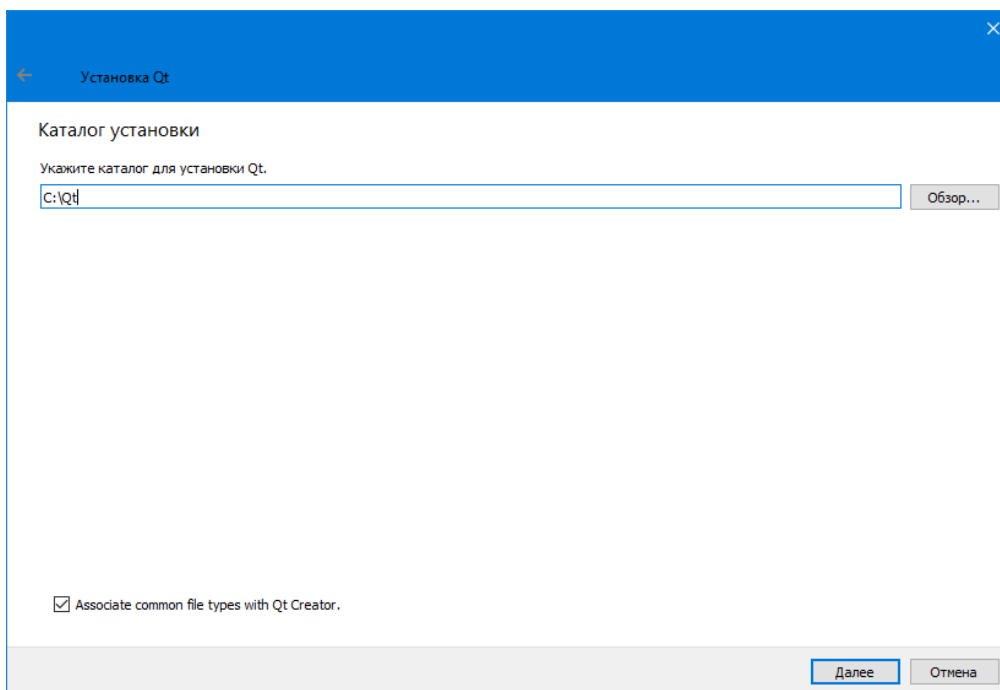 Установка Qt
Каталог установки
Укажите каталог для установки Qt.
C:\Qt
Обзор...
Associate common file types with Qt Creator.
Далее
Отмена